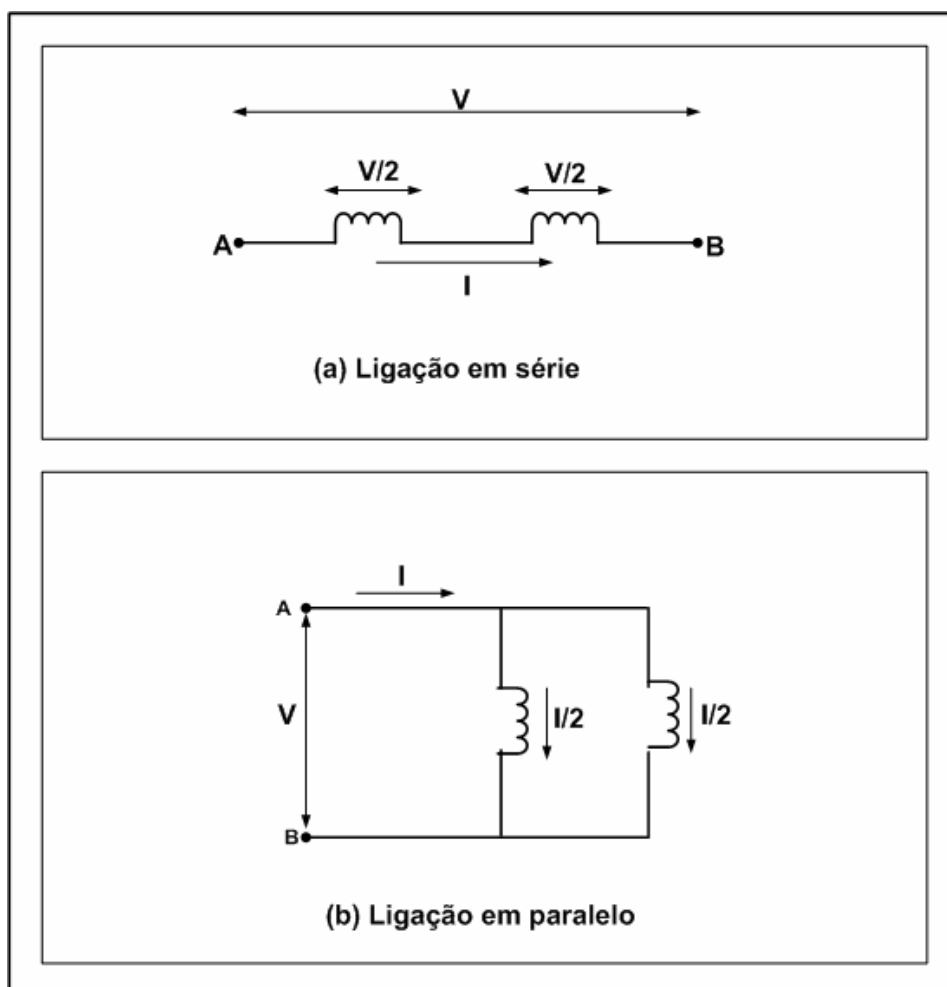 V
V/2 V/2
A B
I
(a) Ligação em série
I
A
V I/2 I/2
B
(b) Ligação em paralelo